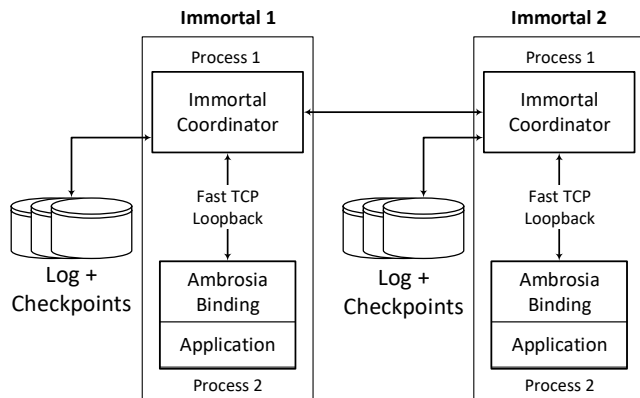 Immortal 1
Process 1
Immortal
Coordinator
Fast TCP
Loopback
Log +
Checkpoints
Ambrosia
Binding
Application
Process 2
Immortal 2
Process 1
Immortal
Coordinator
Fast TCP
Loopback
Log +
Checkpoints
Ambrosia
Binding
Application
Process 2